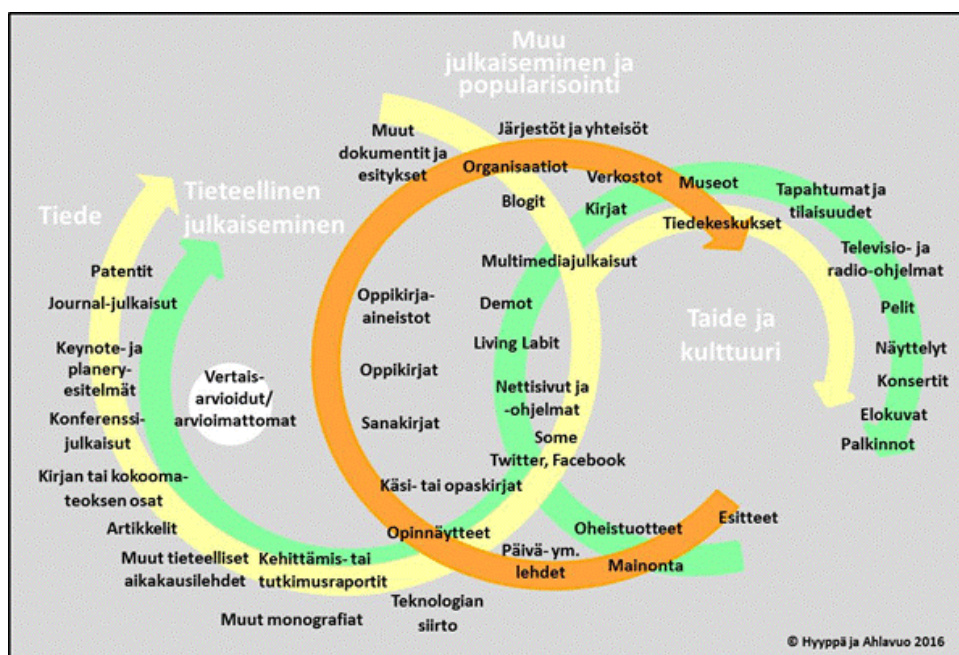 Muu
julkaiseminen ja
popularisointi
Tiede
Tieteellinen
julkaiseminen
Taide ja
kulttuuri
Patentit
Journal-julkaisut
Keynote- ja
planery-
esitelmät
Konferenssi-
julkaisut
Kirjan tai kokooma-
teoksen osat
Artikkelit
Muut tieteelliset
aikakausilehdet
Kehittämis- tai
tutkimusraportit
Muut monografiat
Teknologian
siirto
Vertais-
arvioidut/
arvioimattomat
Muut
dokumentit ja
esitykset
Järjestöt ja yhteisöt
Organisaatiot
Verkostot
Blogit
Kirjat
Museot
Tiedekeskukset
Tapahtumat ja
tilaisuudet
Televisio- ja
radio-ohjelmat
Pelit
Näyttelyt
Konsertit
Elokuvat
Palkinnot
Multimediajulkaisut
Demot
Living Labit
Nettisivut ja
-ohjelmat
Some
Twitter, Facebook
Oppikirja-
aineistot
Oppikirjat
Sanakirjat
Käsi- tai opaskirjat
Opinnäytteet
Päivä- ym.
lehdet
Oheistuotteet
Mainonta
Esitteet
© Hyyppä ja Ahlavuo 2016